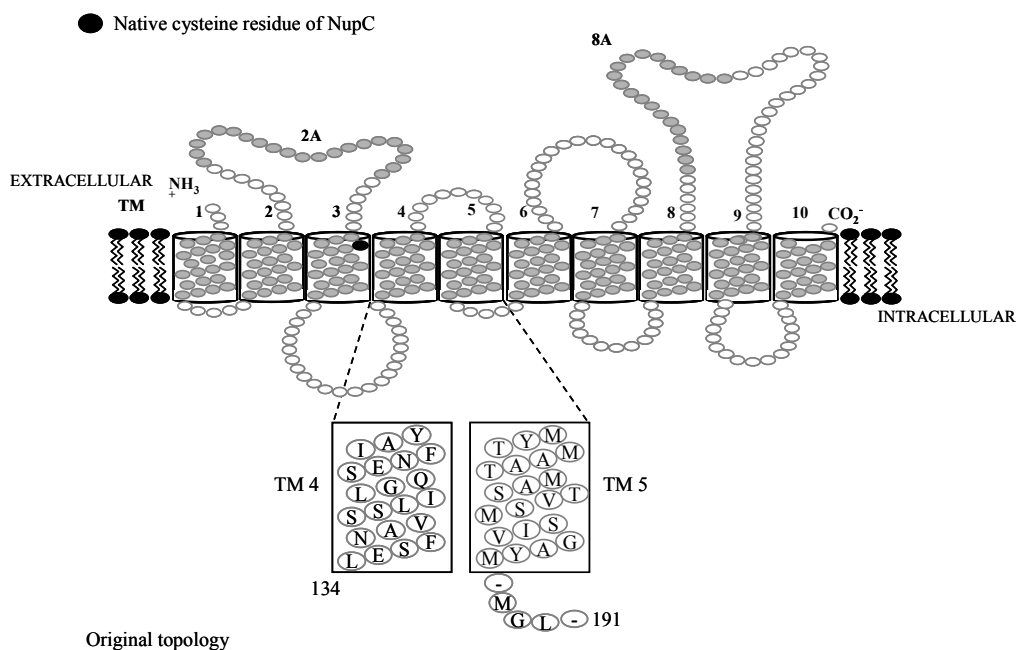 Native cysteine residue of NupC
8A
2A
EXTRACELLULAR
NH3
+
TM
1 2 3 4 5 6 7 8 9 10
CO2-
INTRACELLULAR
TM 4
TM 5
I A Y
S E N F
L G Q
S S L I
N A V
L E S F
134
T Y M
T A A M
S A M
M S V T
V I S
M Y A G
-
M
G L - 191
Original topology